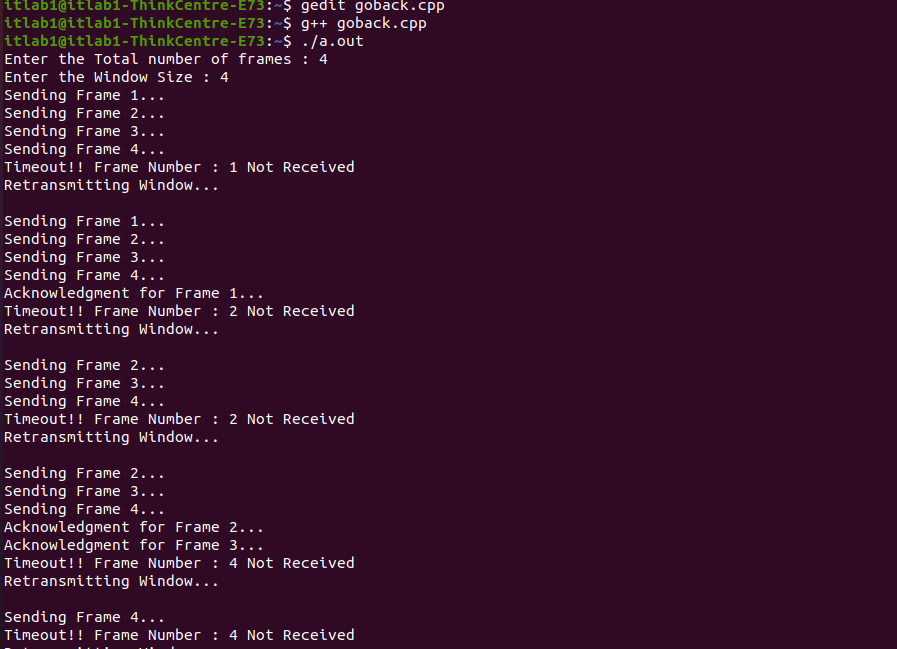 itlab1@itlab1-ThinkCentre-E73:~$ gedit goback.cpp
itlab1@itlab1-ThinkCentre-E73:~$ g++ goback.cpp
itlab1@itlab1-ThinkCentre-E73:~$ ./a.out
Enter the Total number of frames : 4
Enter the Window Size : 4
Sending Frame 1...
Sending Frame 2...
Sending Frame 3...
Sending Frame 4...
Timeout!! Frame Number : 1 Not Received
Retransmitting Window...
Sending Frame 1...
Sending Frame 2...
Sending Frame 3...
Sending Frame 4...
Acknowledgment for Frame 1...
Timeout!! Frame Number : 2 Not Received
Retransmitting Window...
Sending Frame 2...
Sending Frame 3...
Sending Frame 4...
Timeout!! Frame Number : 2 Not Received
Retransmitting Window...
Sending Frame 2...
Sending Frame 3...
Sending Frame 4...
Acknowledgment for Frame 2...
Acknowledgment for Frame 3...
Timeout!! Frame Number : 4 Not Received
Retransmitting Window...
Sending Frame 4...
Timeout!! Frame Number : 4 Not Received